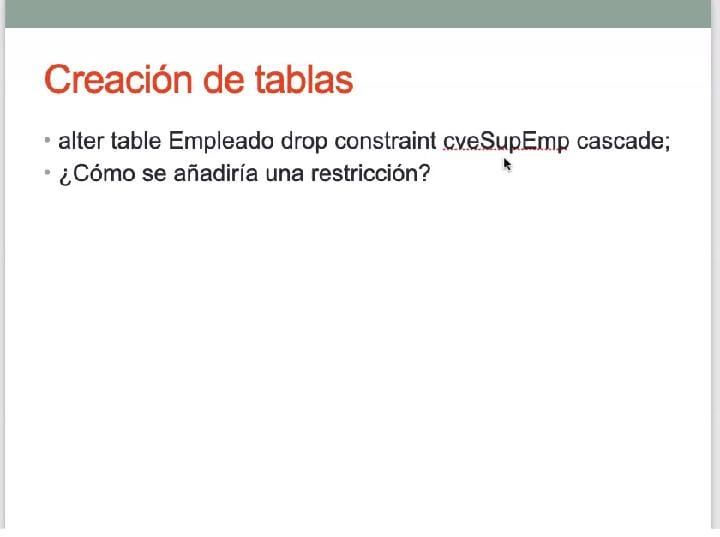 Creación de tablas
• alter table Empleado drop constraint cveSupEmp cascade;
• ¿Cómo se añadiría una restricción?